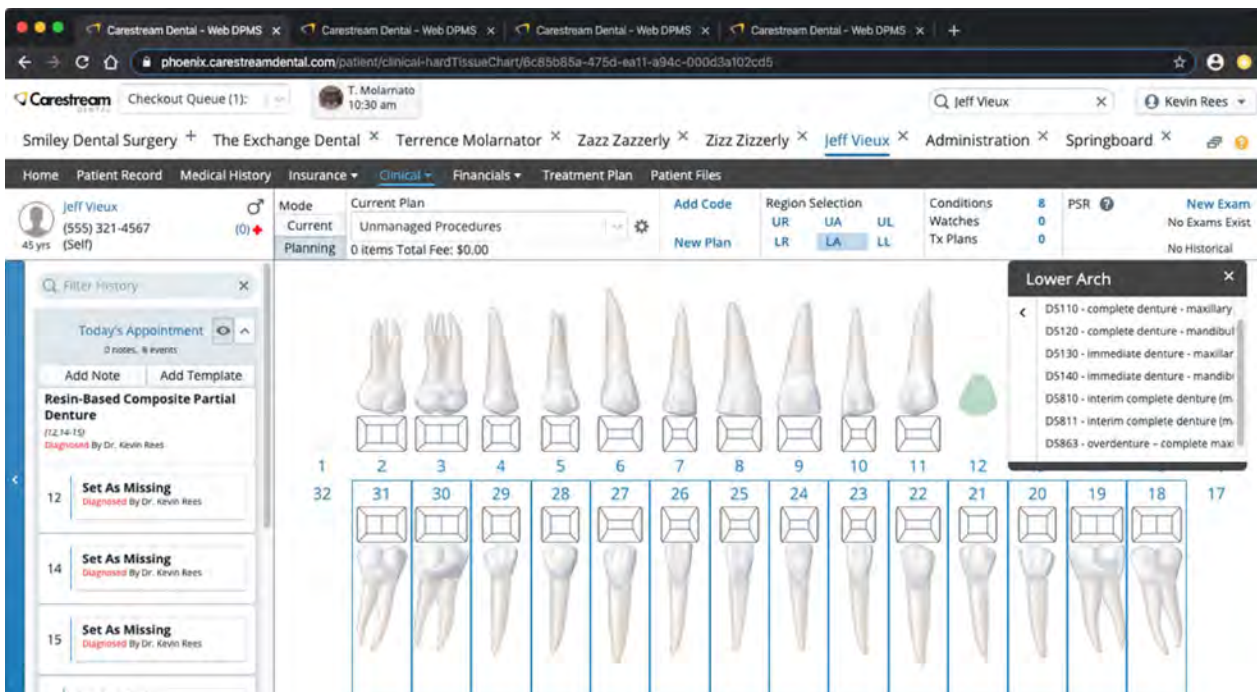 Carestream Dental - Web DPMS × Carestream Dental - Web DPMS × Carestream Dental - Web DPMS × Carestream Dental - Web DPMS × +
phoenix.carestreamdental.com/patient/clinical-hardTissueChart/6c85b85a-475d-ea11-a94c-000d3a102cd5
Carestream DENTAL Checkout Queue (1): T. Molarnato Jeff Vieux × Kevin Rees
10:30 am
Smiley Dental Surgery + The Exchange Dental × Terrence Molarnator × Zazz Zazzerly × Zizz Zizzerly × Jeff Vieux × Administration × Springboard ×
Home Patient Record Medical History Insurance Clinical Financials Treatment Plan Patient Files
Jeff Vieux
(555) 321-4567 (0)
45 yrs (Self)
Mode
Current
Planning
Current Plan
Unmanaged Procedures
0 items Total Fee: $0.00
Add Code
New Plan
Region Selection
UR UA UL
LR LA LL
Conditions 8
Watches 0
Tx Plans 0
PSR ? New Exam
No Exams Exist
No Historical
Filter History ×
Today's Appointment
0 notes, events
Add Note Add Template
Resin-Based Composite Partial Denture
(12,14-15)
Diagnosed By Dr. Kevin Rees
12 Set As Missing
Diagnosed By Dr. Kevin Rees
14 Set As Missing
Diagnosed By Dr. Kevin Rees
15 Set As Missing
Diagnosed By Dr. Kevin Rees
1 2 3 4 5 6 7 8 9 10 11 12
32 31 30 29 28 27 26 25 24 23 22 21 20 19 18 17
Lower Arch ×
D5110 - complete denture - maxillary
D5120 - complete denture - mandibul
D5130 - immediate denture - maxillar
D5140 - immediate denture - mandib
D5810 - interim complete denture (m
D5811 - interim complete denture (m
D5863 - overdenture – complete maxi